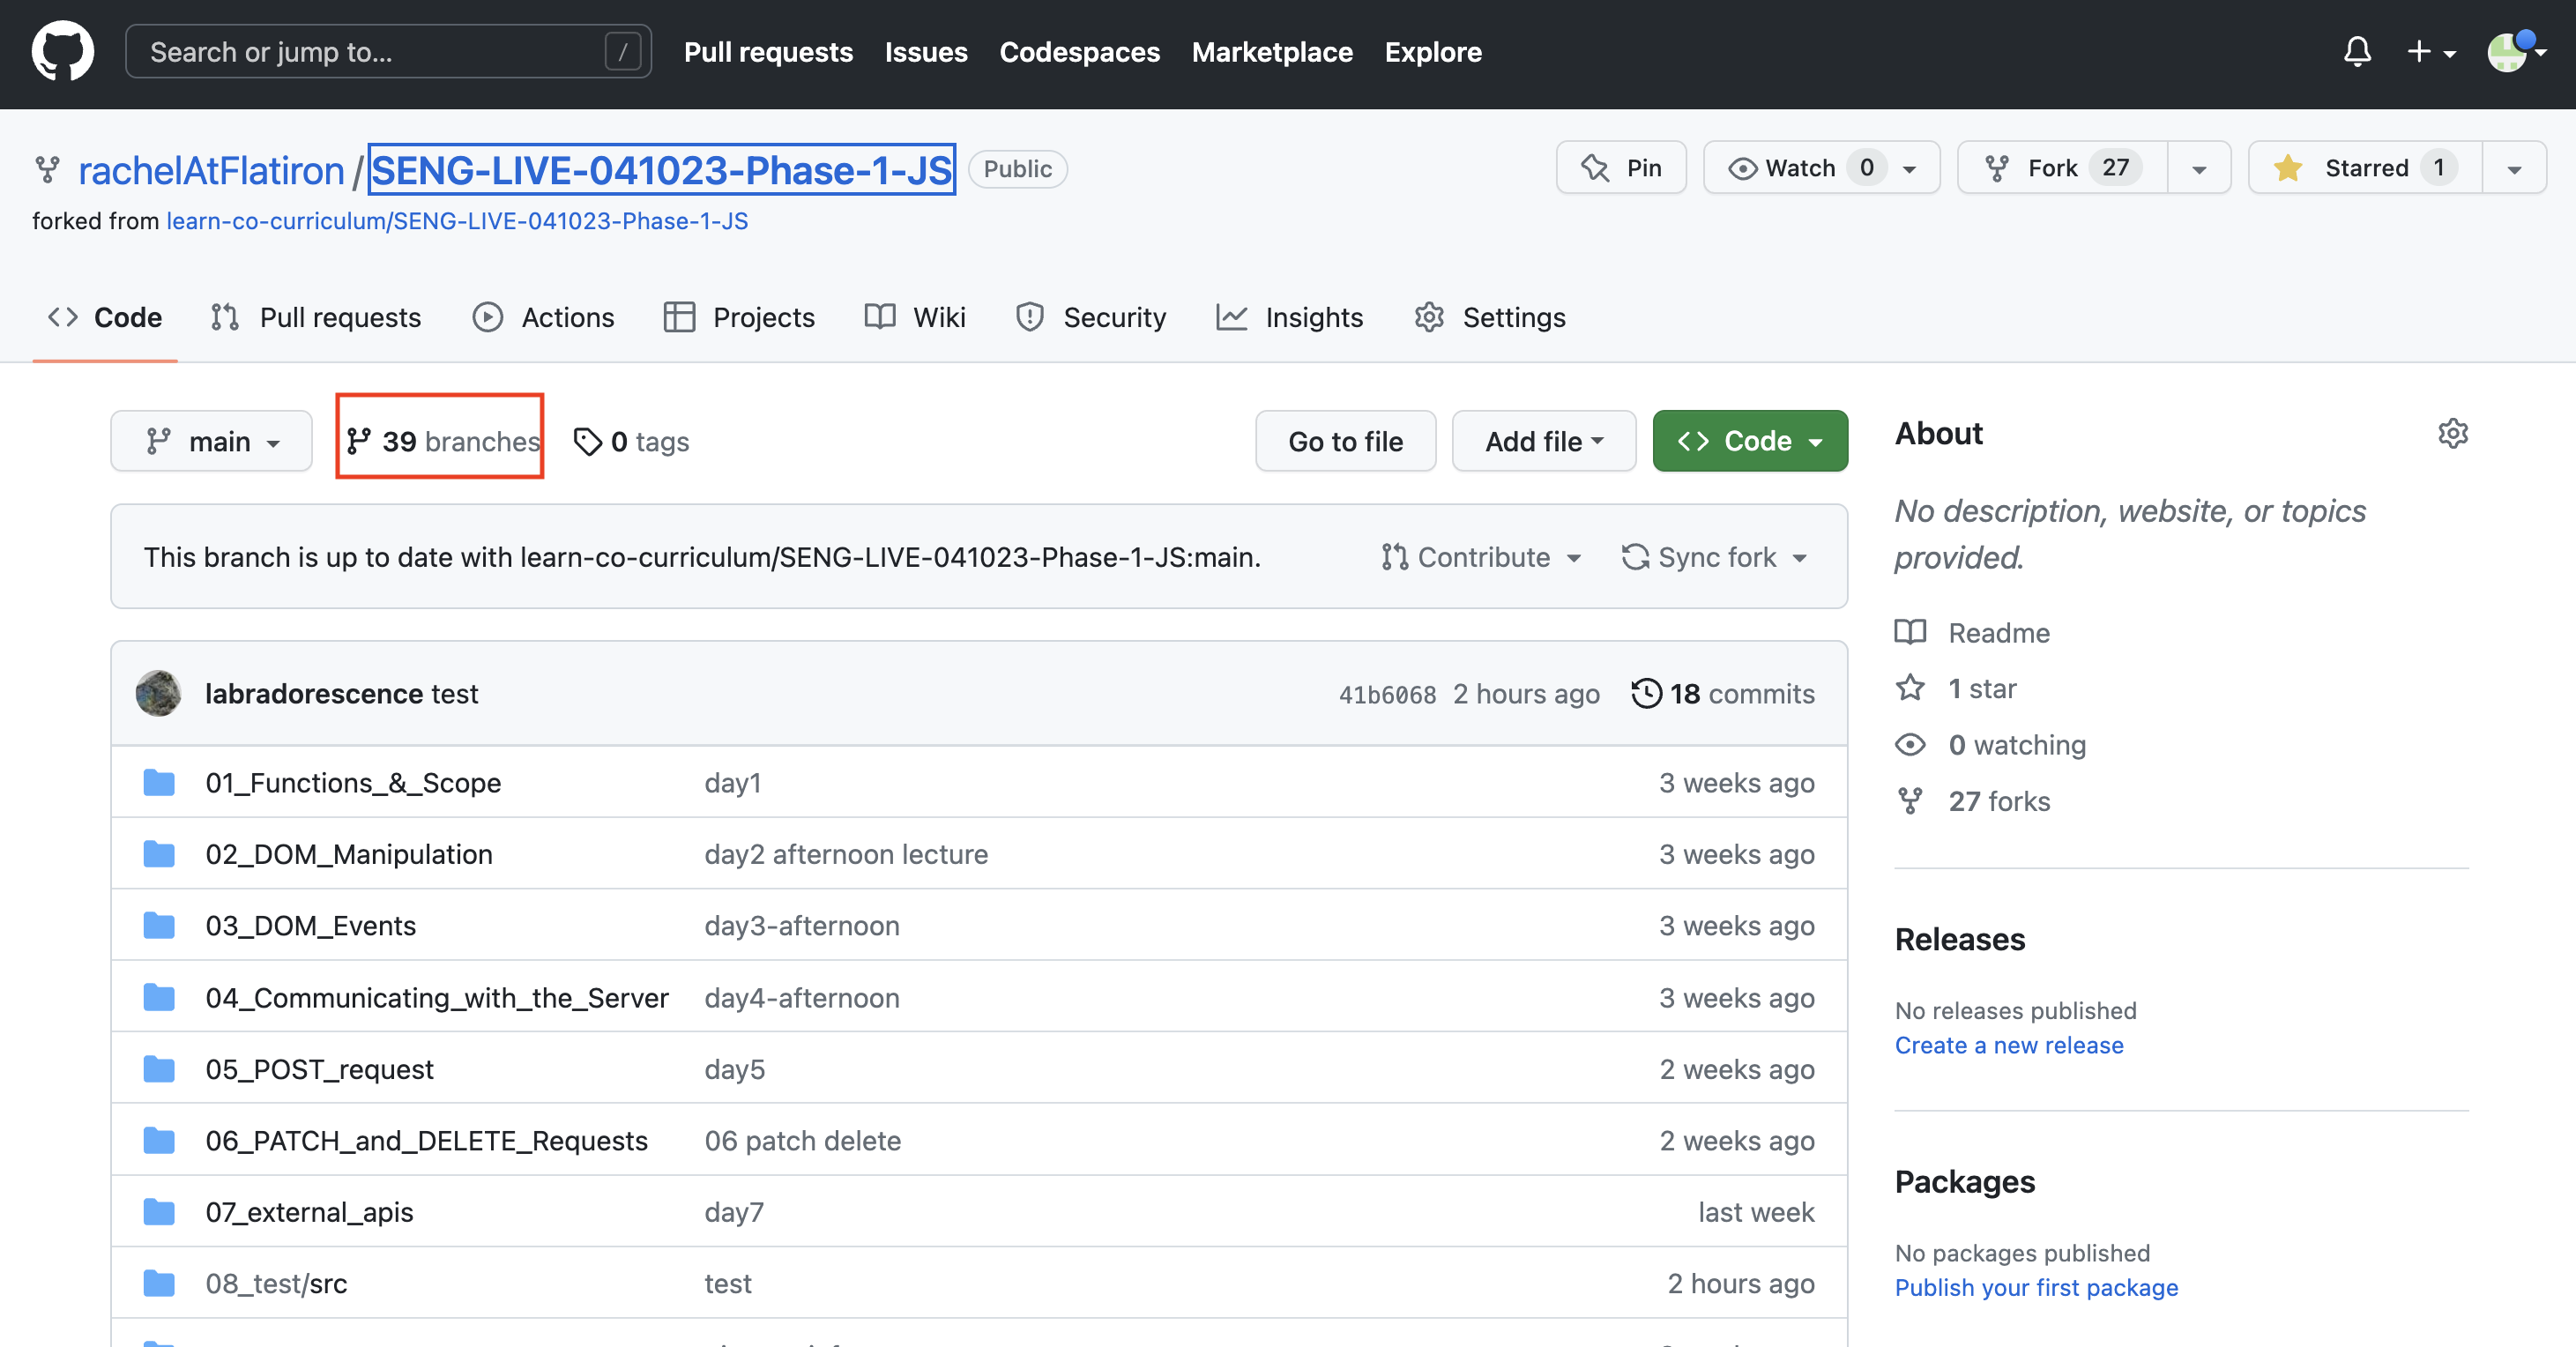 Search or jump to... / Pull requests Issues Codespaces Marketplace Explore
rachelAtFlatiron / SENG-LIVE-041023-Phase-1-JS Public Pin Watch 0 Fork 27 Starred 1
forked from learn-co-curriculum/SENG-LIVE-041023-Phase-1-JS
Code Pull requests Actions Projects Wiki Security Insights Settings
main 39 branches 0 tags Go to file Add file Code
This branch is up to date with learn-co-curriculum/SENG-LIVE-041023-Phase-1-JS:main. Contribute Sync fork
labradorescence test 41b6068 2 hours ago 18 commits
01_Functions_&_Scope day1 3 weeks ago
02_DOM_Manipulation day2 afternoon lecture 3 weeks ago
03_DOM_Events day3-afternoon 3 weeks ago
04_Communicating_with_the_Server day4-afternoon 3 weeks ago
05_POST_request day5 2 weeks ago
06_PATCH_and_DELETE_Requests 06 patch delete 2 weeks ago
07_external_apis day7 last week
08_test/src test 2 hours ago
About
No description, website, or topics
provided.
Readme
1 star
0 watching
27 forks
Releases
No releases published
Create a new release
Packages
No packages published
Publish your first package